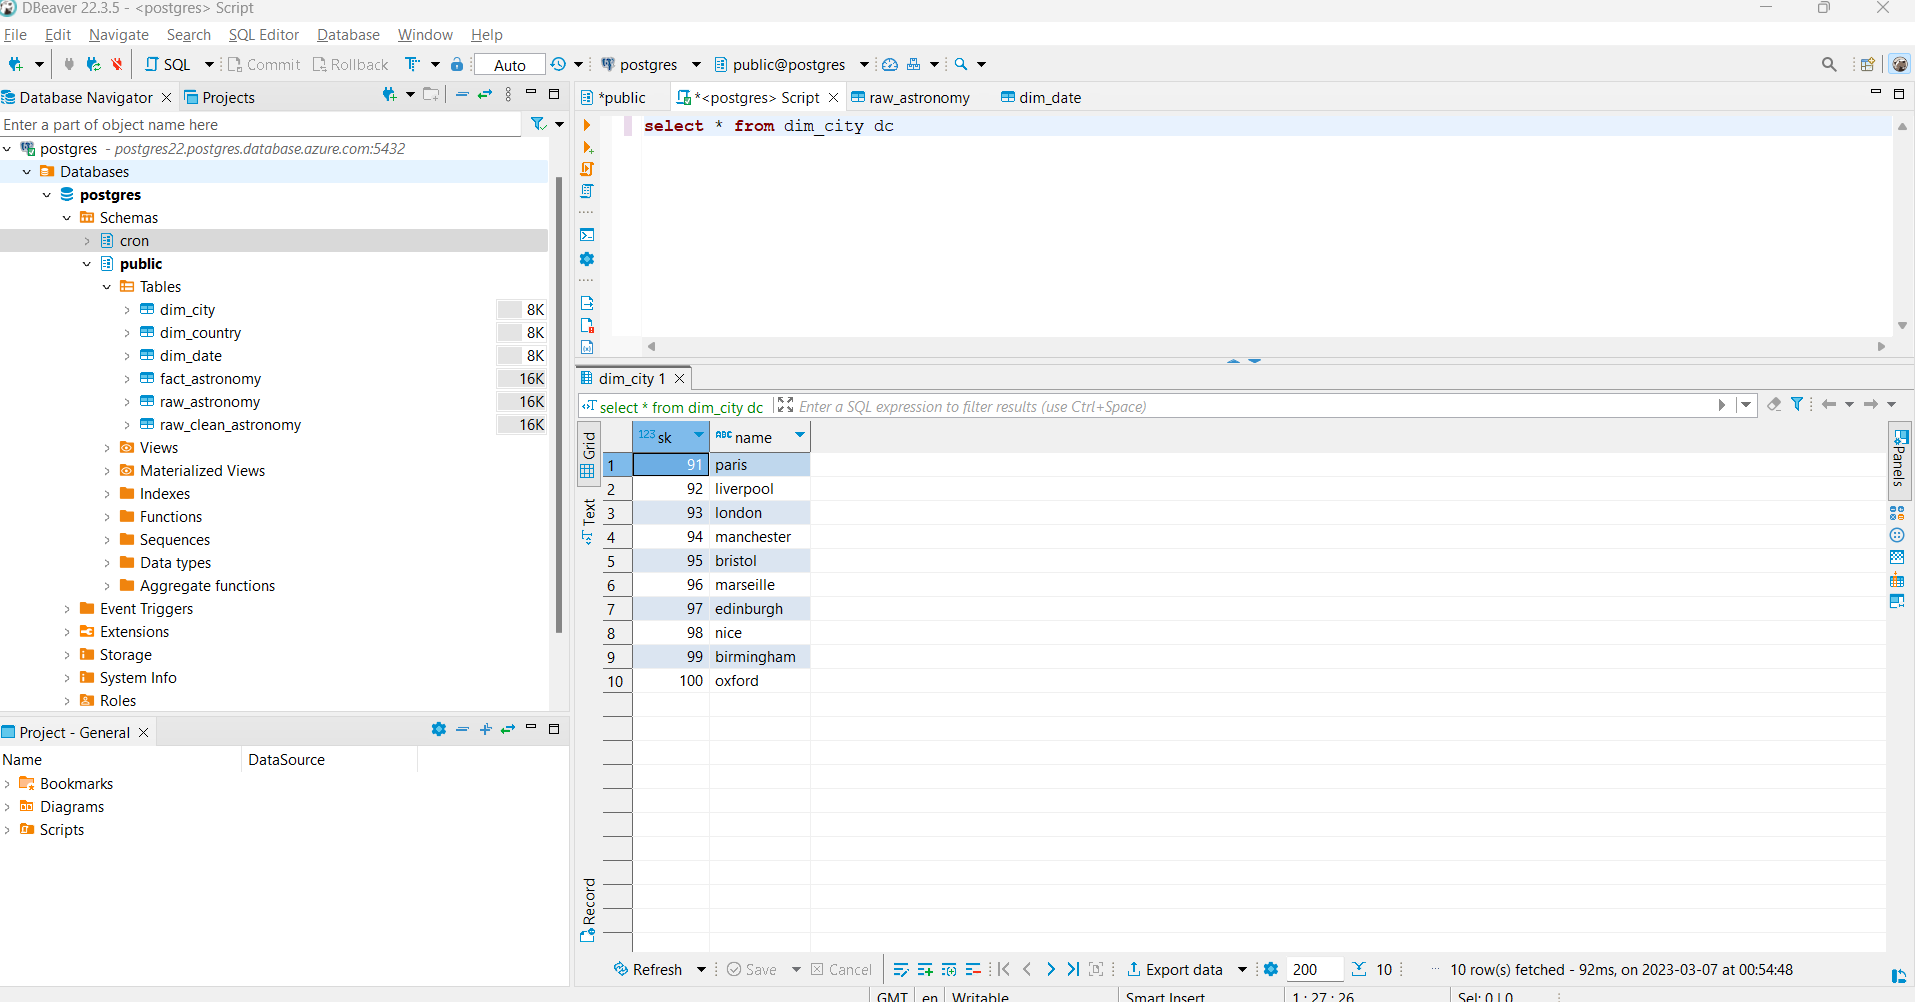 DBeaver 22.3.5 - <postgres> Script
File Edit Navigate Search SQL Editor Database Window Help
SQL Commit Rollback Auto postgres public@postgres
Database Navigator Projects
Enter a part of object name here
postgres - postgres22.postgres.database.azure.com:5432
Databases
postgres
Schemas
cron
public
Tables
dim_city 8K
dim_country 8K
dim_date 8K
fact_astronomy 16K
raw_astronomy 16K
raw_clean_astronomy 16K
Views
Materialized Views
Indexes
Functions
Sequences
Data types
Aggregate functions
Event Triggers
Extensions
Storage
System Info
Roles
Project - General
Name DataSource
Bookmarks
Diagrams
Scripts
*public *<postgres> Script raw_astronomy dim_date
select * from dim_city dc
dim_city 1
select * from dim_city dc Enter a SQL expression to filter results (use Ctrl+Space)
Grid
Text
Record
123 sk ABC name
1 91 paris
2 92 liverpool
3 93 london
4 94 manchester
5 95 bristol
6 96 marseille
7 97 edinburgh
8 98 nice
9 99 birmingham
10 100 oxford
Panels
Refresh Save Cancel Export data 200 10 10 row(s) fetched - 92ms, on 2023-03-07 at 00:54:48
GMT en Writable Smart Insert 1 : 27 : 26 Sel: 0 | 0